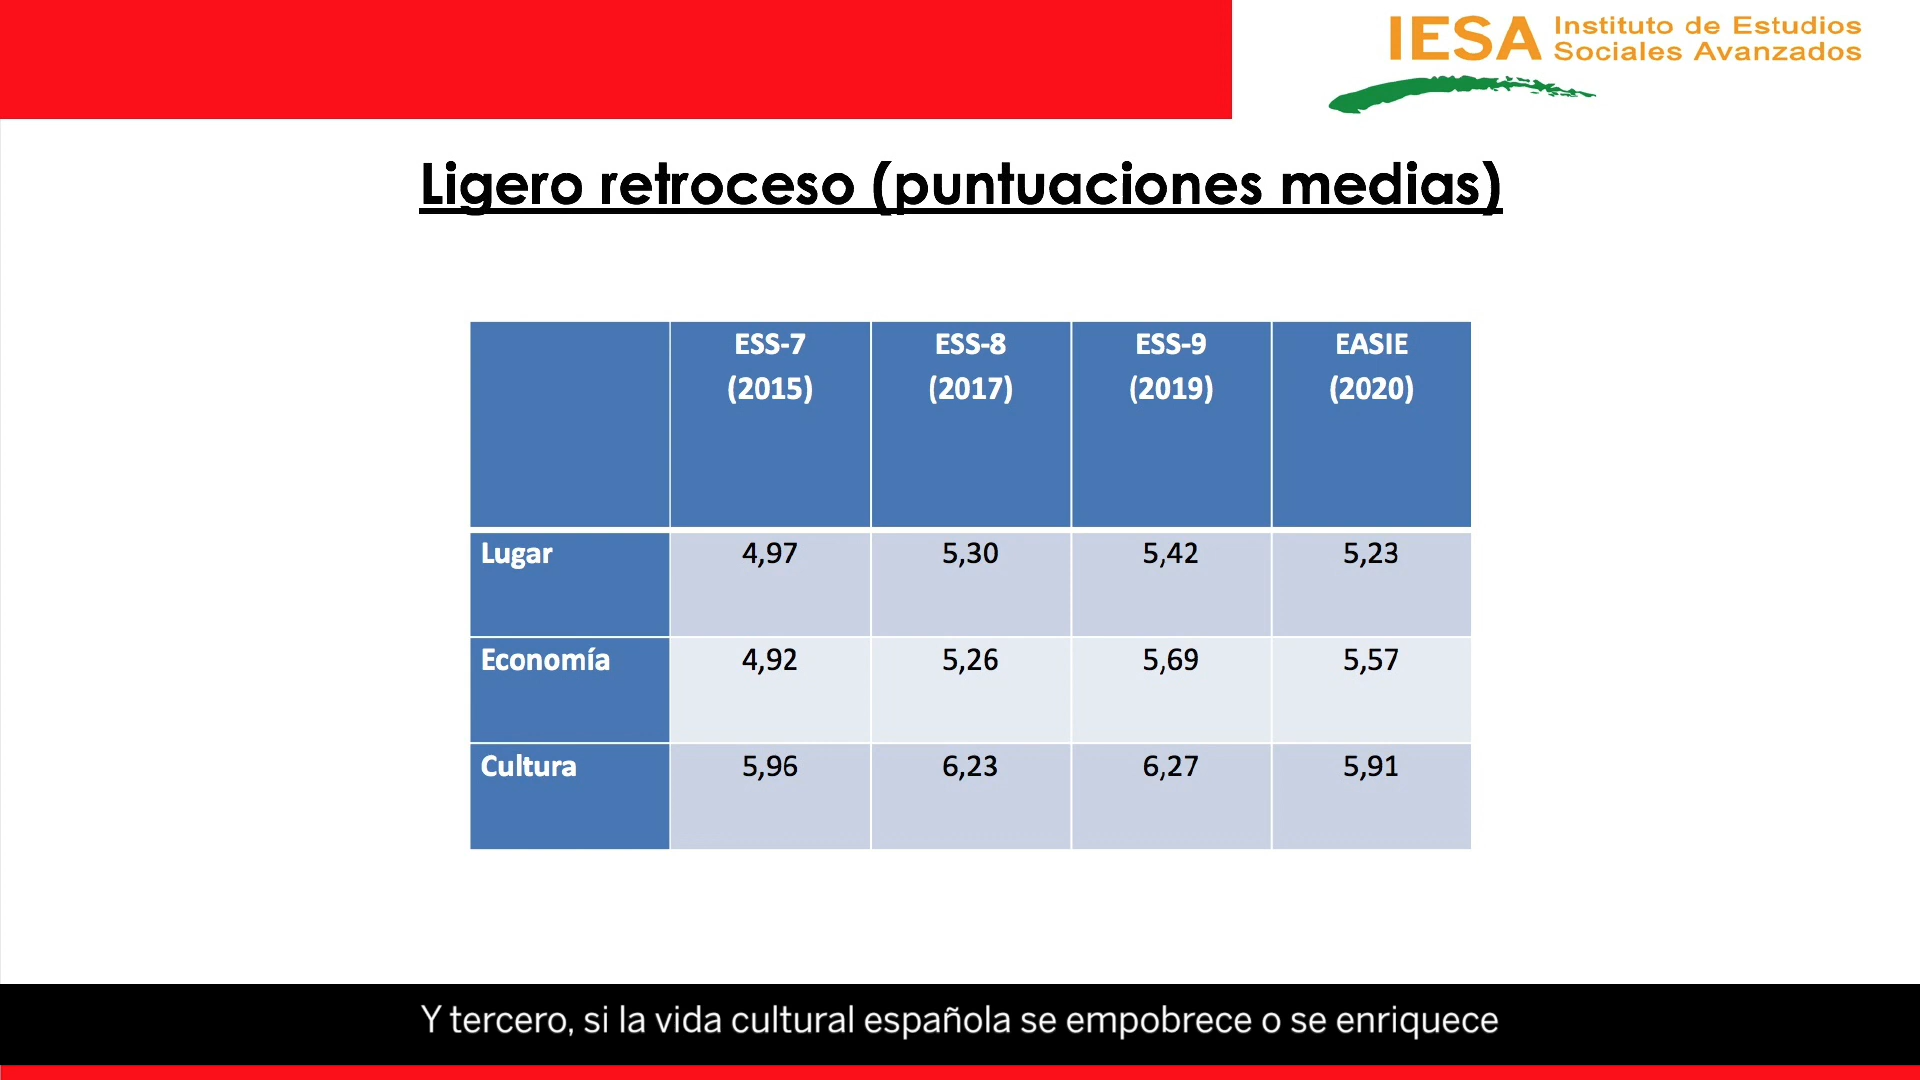 IESA Instituto de Estudios
Sociales Avanzados
Ligero retroceso (puntuaciones medias)
ESS-7 ESS-8 ESS-9 EASIE
(2015) (2017) (2019) (2020)
Lugar 4,97 5,30 5,42 5,23
Economía 4,92 5,26 5,69 5,57
Cultura 5,96 6,23 6,27 5,91
Y tercero, si la vida cultural española se empobrece o se enriquece